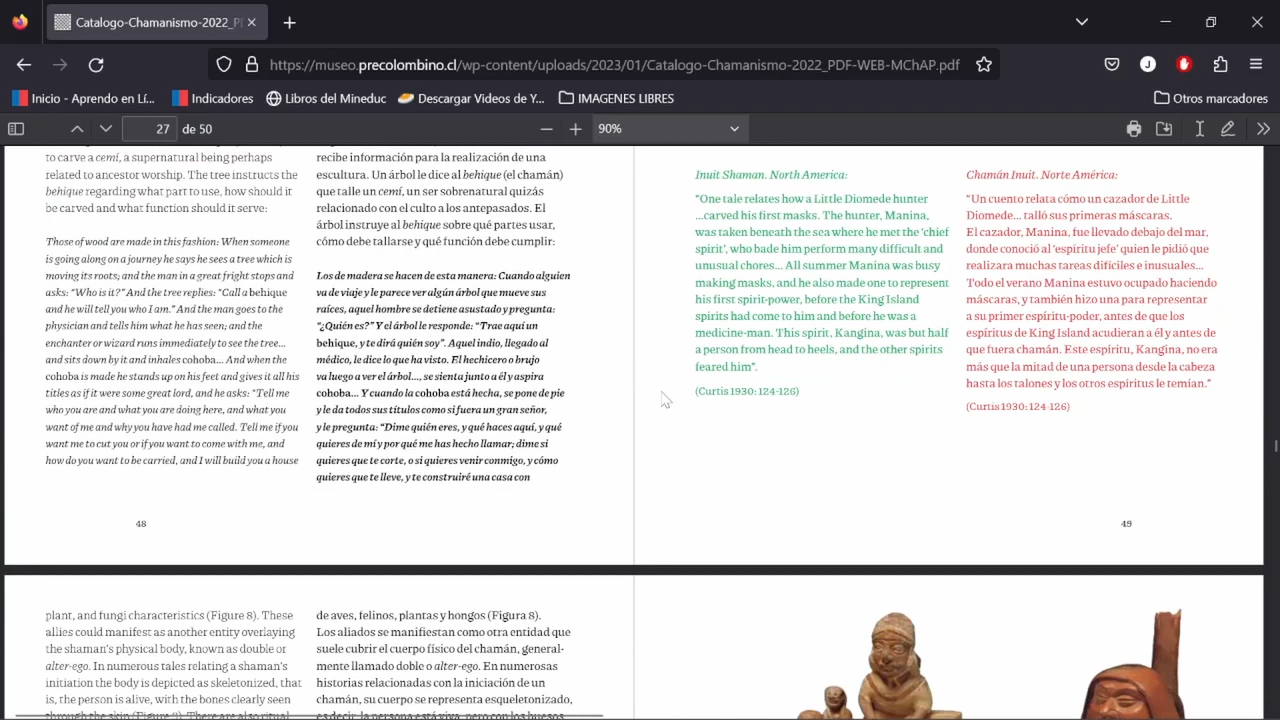 Catalogo-Chamanismo-2022_P
https://museo.precolombino.cl/wp-content/uploads/2023/01/Catalogo-Chamanismo-2022_PDF-WEB-MChAP.pdf
J
Inicio - Aprendo en Lí...
Indicadores
Libros del Mineduc
Descargar Videos de Y...
IMAGENES LIBRES
Otros marcadores
27 de 50
90%
to carve a cemí, a supernatural being perhaps
related to ancestor worship. The tree instructs the
behique regarding what part to use, how should it
be carved and what function should it serve:
Those of wood are made in this fashion: When someone
is going along on a journey he says he sees a tree which is
moving its roots; and the man in a great fright stops and
asks: “Who is it?” And the tree replies: “Call a behique
and he will tell you who I am.” And the man goes to the
physician and tells him what he has seen; and the
enchanter or wizard runs immediately to see the tree...
and sits down by it and inhales cohoba... And when the
cohoba is made he stands up on his feet and gives it all his
titles as if it were some great lord, and he asks: “Tell me
who you are and what you are doing here, and what you
want of me and why you have had me called. Tell me if you
want me to cut you or if you want to come with me, and
how do you want to be carried, and I will build you a house
48
recibe información para la realización de una
escultura. Un árbol le dice al behique (el chamán)
que talle un cemí, un ser sobrenatural quizás
relacionado con el culto a los antepasados. El
árbol instruye al behique sobre qué partes usar,
cómo debe tallarse y qué función debe cumplir:
Los de madera se hacen de esta manera: Cuando alguien
va de viaje y le parece ver algún árbol que mueve sus
raíces, aquel hombre se detiene asustado y pregunta:
“¿Quién es?” Y el árbol le responde: “Trae aquí un
behique, y te dirá quién soy”. Aquel indio, llegado al
médico, le dice lo que ha visto. El hechicero o brujo
va luego a ver el árbol..., se sienta junto a él y aspira
cohoba... Y cuando la cohoba está hecha, se pone de pie
y le da todos sus títulos como si fuera un gran señor,
y le pregunta: “Dime quién eres, y qué haces aquí, y qué
quieres de mí y por qué me has hecho llamar; dime si
quieres que te corte, o si quieres venir conmigo, y cómo
quieres que te lleve, y te construiré una casa con
Inuit Shaman. North America:
“One tale relates how a Little Diomede hunter
...carved his first masks. The hunter, Manina,
was taken beneath the sea where he met the ‘chief
spirit’, who bade him perform many difficult and
unusual chores... All summer Manina was busy
making masks, and he also made one to represent
his first spirit-power, before the King Island
spirits had come to him and before he was a
medicine-man. This spirit, Kangina, was but half
a person from head to heels, and the other spirits
feared him”.
(Curtis 1930: 124-126)
Chamán Inuit. Norte América:
“Un cuento relata cómo un cazador de Little
Diomede... talló sus primeras máscaras.
El cazador, Manina, fue llevado debajo del mar,
donde conoció al ‘espíritu jefe’ quien le pidió que
realizara muchas tareas difíciles e inusuales...
Todo el verano Manina estuvo ocupado haciendo
máscaras, y también hizo una para representar
a su primer espíritu-poder, antes de que los
espíritus de King Island acudieran a él y antes de
que fuera chamán. Este espíritu, Kangina, no era
más que la mitad de una persona desde la cabeza
hasta los talones y los otros espíritus le temían.”
(Curtis 1930: 124-126)
49
plant, and fungi characteristics (Figure 8). These
allies could manifest as another entity overlaying
the shaman’s physical body, known as double or
alter-ego. In numerous tales relating a shaman’s
initiation the body is depicted as skeletonized, that
is, the person is alive, with the bones clearly seen
through the skin (Figure 9). There are also ritual
de aves, felinos, plantas y hongos (Figura 8).
Los aliados se manifiestan como otra entidad que
suele cubrir el cuerpo físico del chamán, general-
mente llamado doble o alter-ego. En numerosas
historias relacionadas con la iniciación de un
chamán, su cuerpo se representa esqueletonizado,
es decir, la persona está viva, pero con los huesos